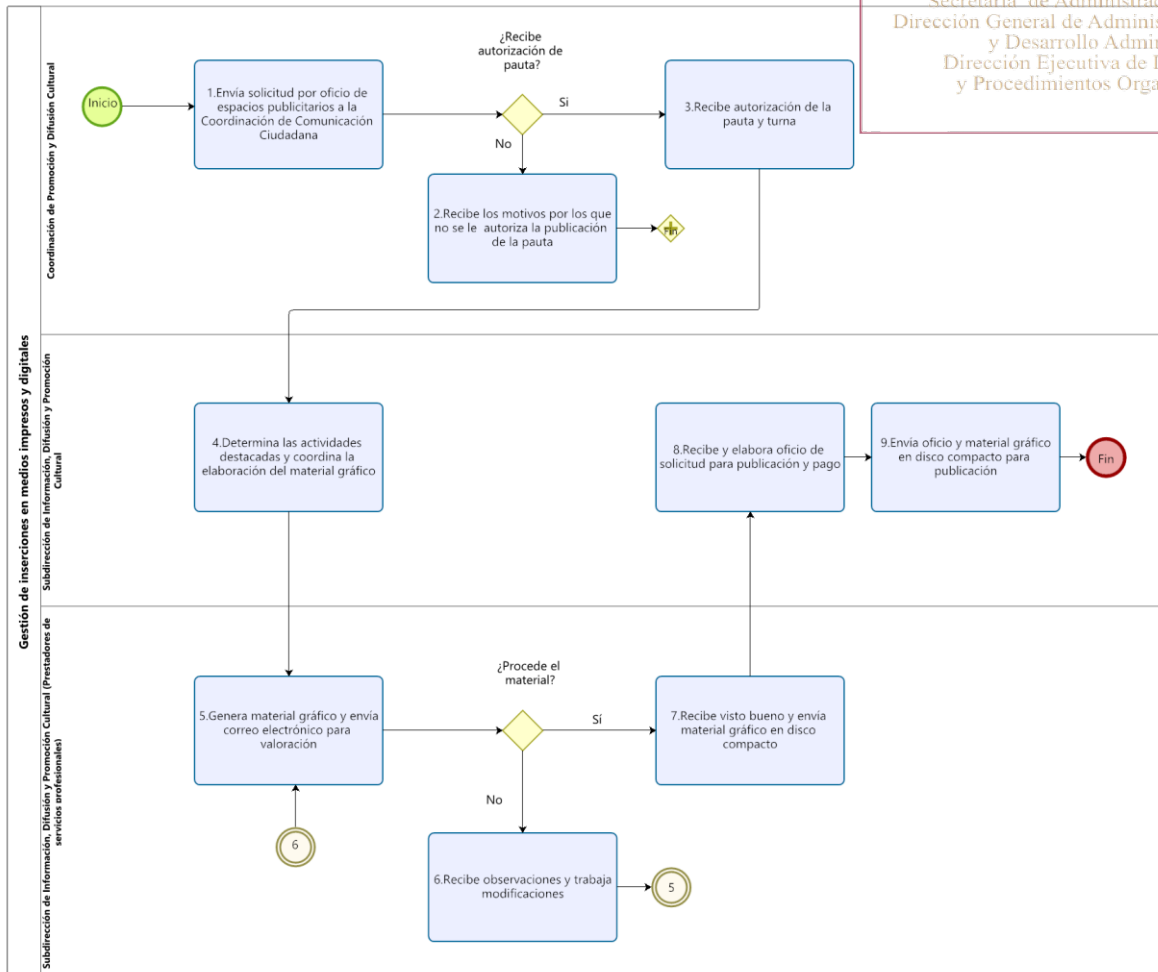 Secretaría de Administrac
Dirección General de Adminis
y Desarrollo Admi
Dirección Ejecutiva de
y Procedimientos Orga
Gestión de inserciones en medios impresos y digitales
Coordinación de Promoción y Difusión Cultural
Inicio
1.Envía solicitud por oficio de
espacios publicitarios a la
Coordinación de Comunicación
Ciudadana
¿Recibe
autorización de
pauta?
Si
No
3.Recibe autorización de la
pauta y turna
2.Recibe los motivos por los que
no se le autoriza la publicación
de la pauta
Fin
Subdirección de Información, Difusión y Promoción
Cultural
4.Determina las actividades
destacadas y coordina la
elaboración del material gráfico
8.Recibe y elabora oficio de
solicitud para publicación y pago
9.Envía oficio y material gráfico
en disco compacto para
publicación
Fin
Subdirección de Información, Difusión y Promoción Cultural (Prestadores de
servicios profesionales)
5.Genera material gráfico y envía
correo electrónico para
valoración
¿Procede el
material?
Sí
No
7.Recibe visto bueno y envía
material gráfico en disco
compacto
6
6.Recibe observaciones y trabaja
modificaciones
5